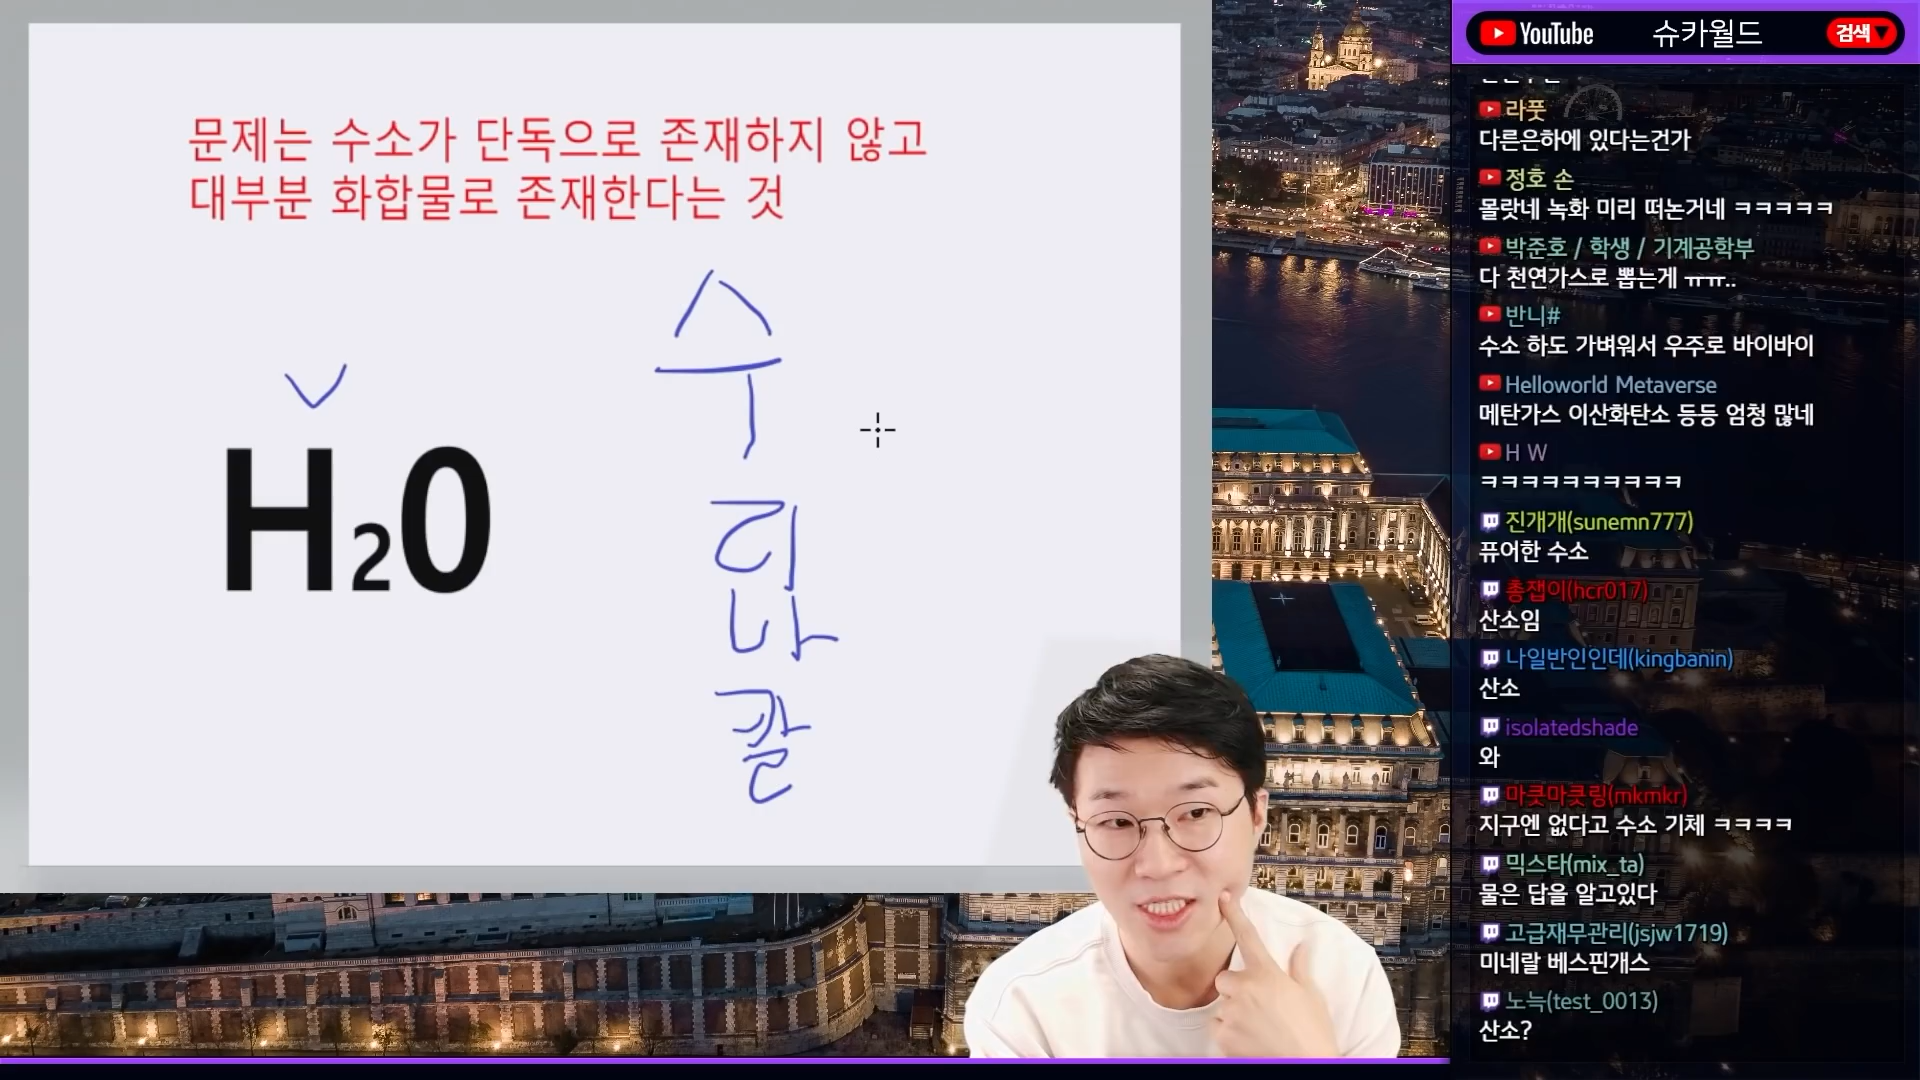 문제는 수소가 단독으로 존재하지 않고
대부분 화합물로 존재한다는 것
H₂0
수
리
나
칼
YouTube 슈카월드 검색▼
라풋
다른은하에 있다는건가
정호 손
몰랏네 녹화 미리 떠논거네 ㅋㅋㅋㅋㅋ
박준호 / 학생 / 기계공학부
다 천연가스로 뽑는게 ㅠㅠ..
반니#
수소 하도 가벼워서 우주로 바이바이
Helloworld Metaverse
메탄가스 이산화탄소 등등 엄청 많네
H W
ㅋㅋㅋㅋㅋㅋㅋㅋㅋㅋ
진개개(sunemn777)
퓨어한 수소
총잽이(hcr017)
산소임
나일반인인데(kingbanin)
산소
isolatedshade
와
마큿마큿링(mkmkr)
지구엔 없다고 수소 기체 ㅋㅋㅋㅋ
믹스타(mix_ta)
물은 답을 알고있다
고급재무관리(jsjw1719)
미네랄 베스핀개스
노늑(test_0013)
산소?